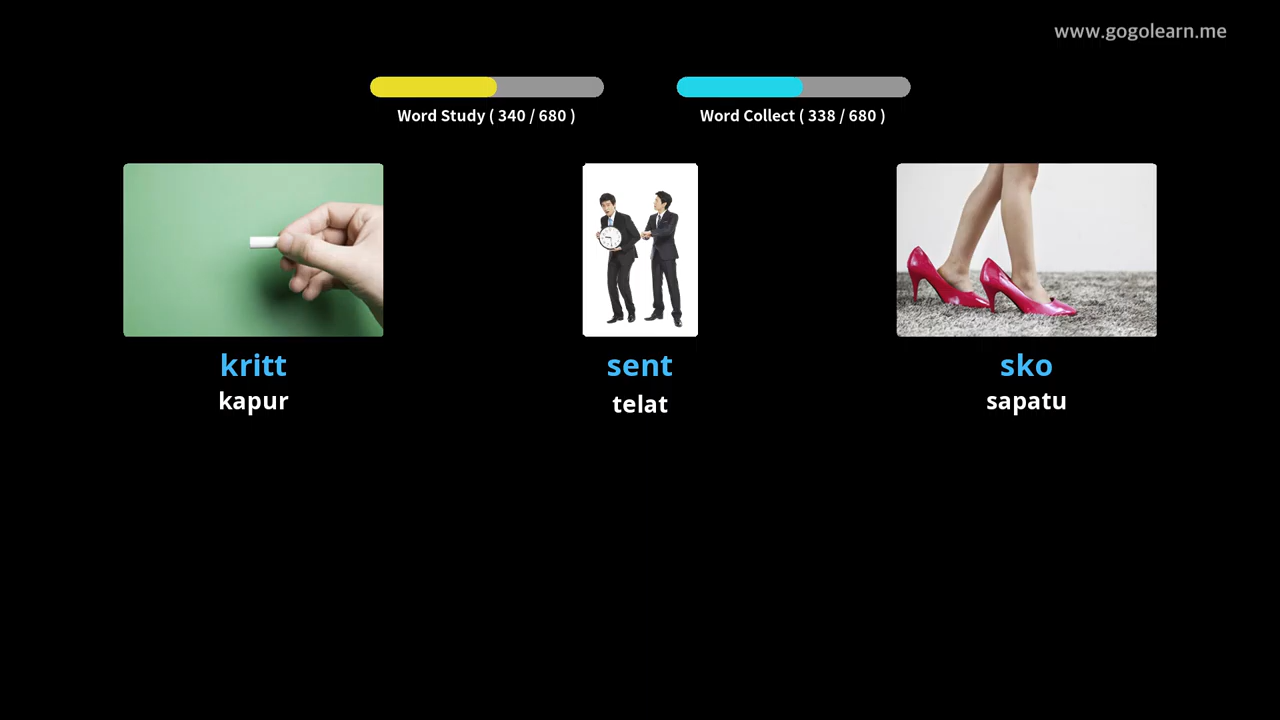 www.gogolearn.me
Word Study ( 340 / 680 )
Word Collect ( 338 / 680 )
kritt
kapur
sent
telat
sko
sapatu